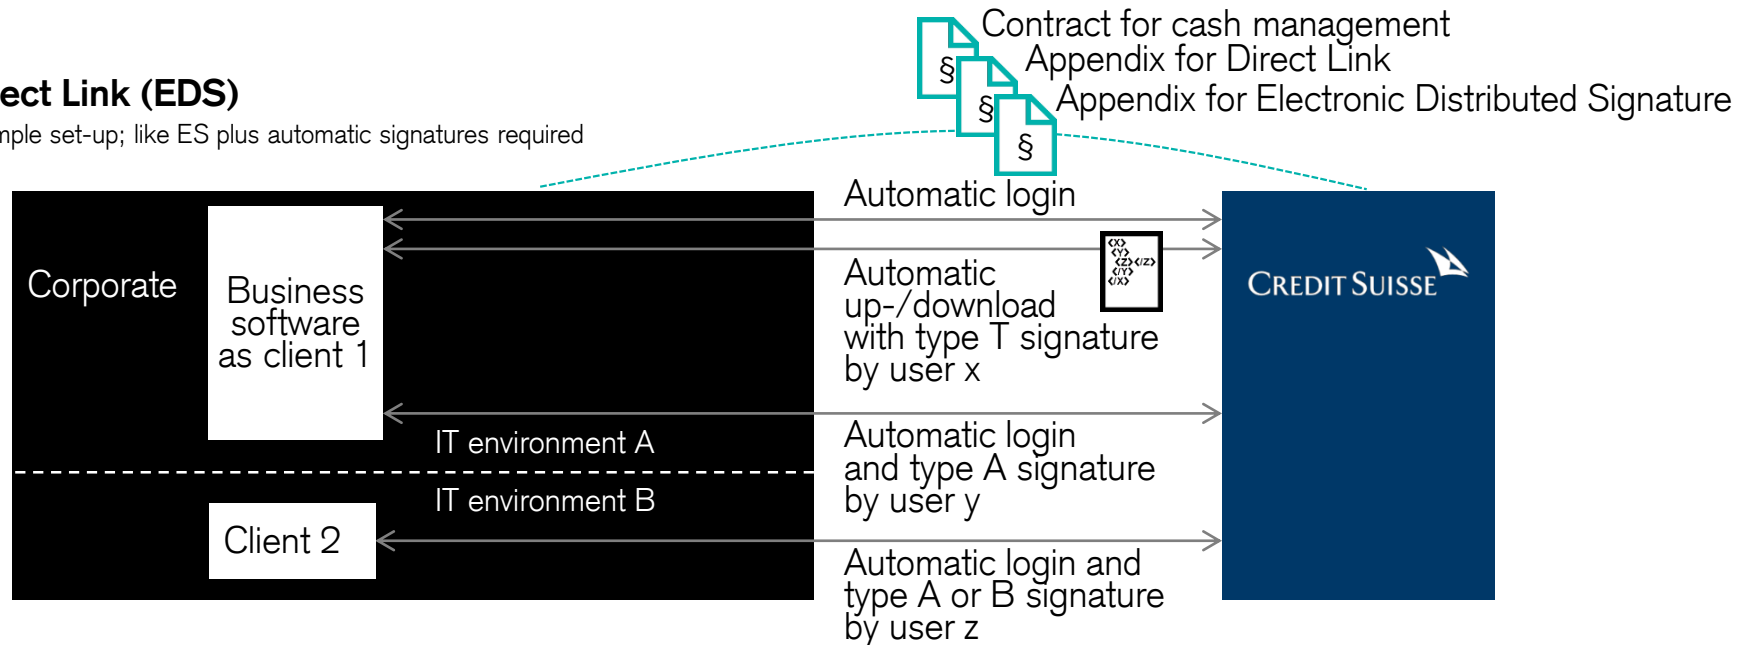 Contract for cash management
Appendix for Direct Link
Appendix for Electronic Distributed Signature
§
§
§
ect Link (EDS)
mple set-up; like ES plus automatic signatures required
Corporate
Business
software
as client 1
IT environment A
IT environment B
Client 2
Automatic login
<X>
<Y>
<Z></Z>
</Y>
</X>
Automatic
up-/download
with type T signature
by user x
Automatic login
and type A signature
by user y
Automatic login and
type A or B signature
by user z
CREDIT SUISSE